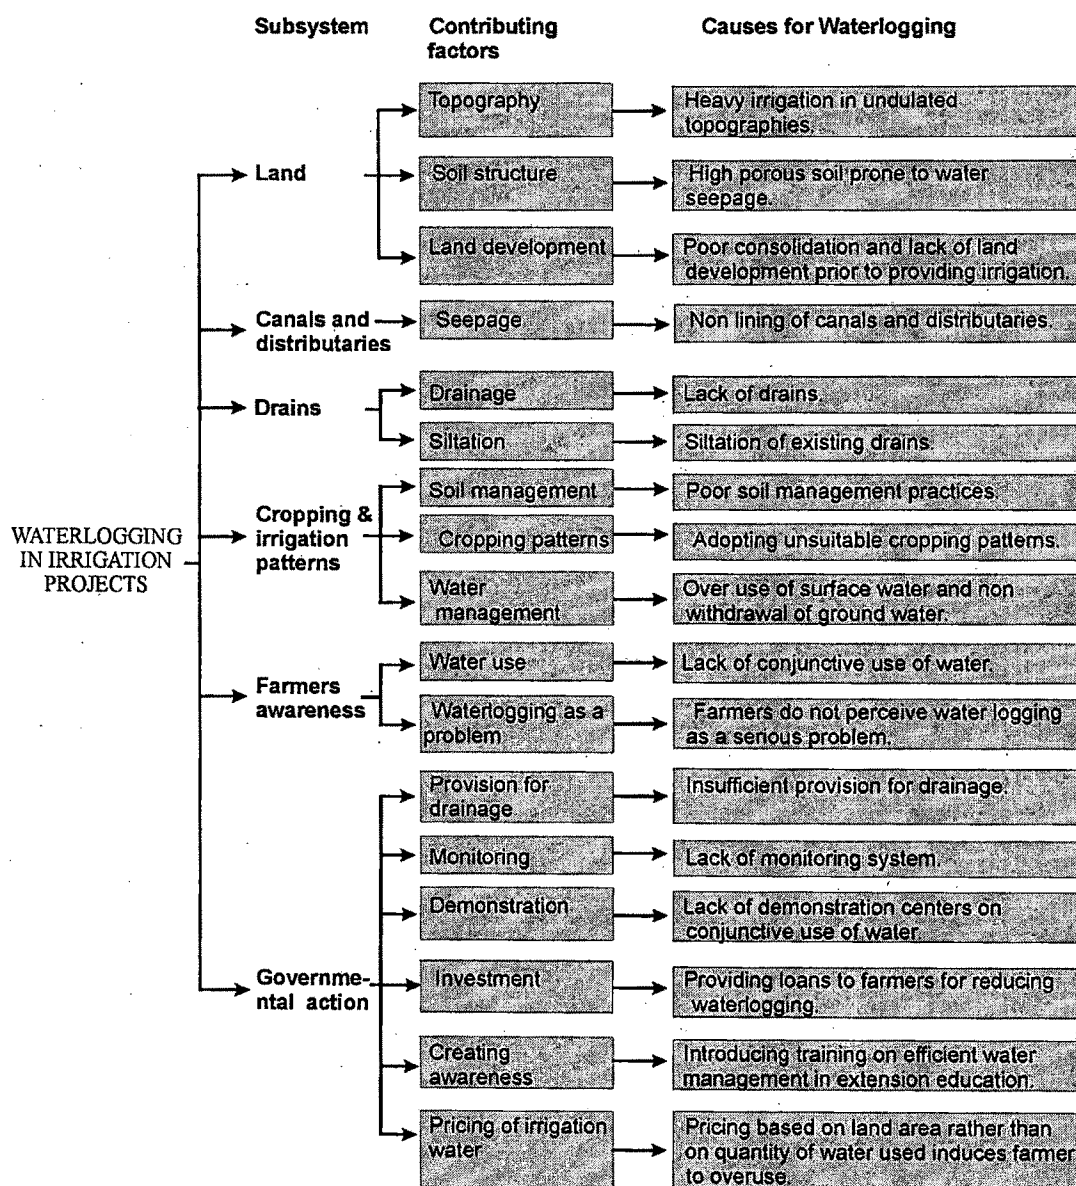 Subsystem
Contributing
factors
Causes for Waterlogging
WATERLOGGING
IN IRRIGATION
PROJECTS
Land
Topography
Heavy irrigation in undulated
topographies.
Soil structure
High porous soil prone to water
seepage.
Land development
Poor consolidation and lack of land
development prior to providing irrigation.
Canals and
distributaries
Seepage
Non lining of canals and distributaries.
Drains
Drainage
Lack of drains.
Siltation
Siltation of existing drains.
Cropping &
irrigation
patterns
Soil management
Poor soil management practices.
Cropping patterns
Adopting unsuitable cropping patterns.
Water
management
Over use of surface water and non
withdrawal of ground water.
Farmers
awareness
Water use
Lack of conjunctive use of water.
Waterlogging as a
problem
Farmers do not perceive water logging
as a serious problem.
Governme-
ntal action
Provision for
drainage
Insufficient provision for drainage.
Monitoring
Lack of monitoring system.
Demonstration
Lack of demonstration centers on
conjunctive use of water
Investment
Providing loans to farmers for reducing
waterlogging.
Creating
awareness
Introducing training on efficient water
management in extension education.
Pricing of irrigation
water
Pricing based on land area rather than
on quantity of water used induces farmer
to overuse.